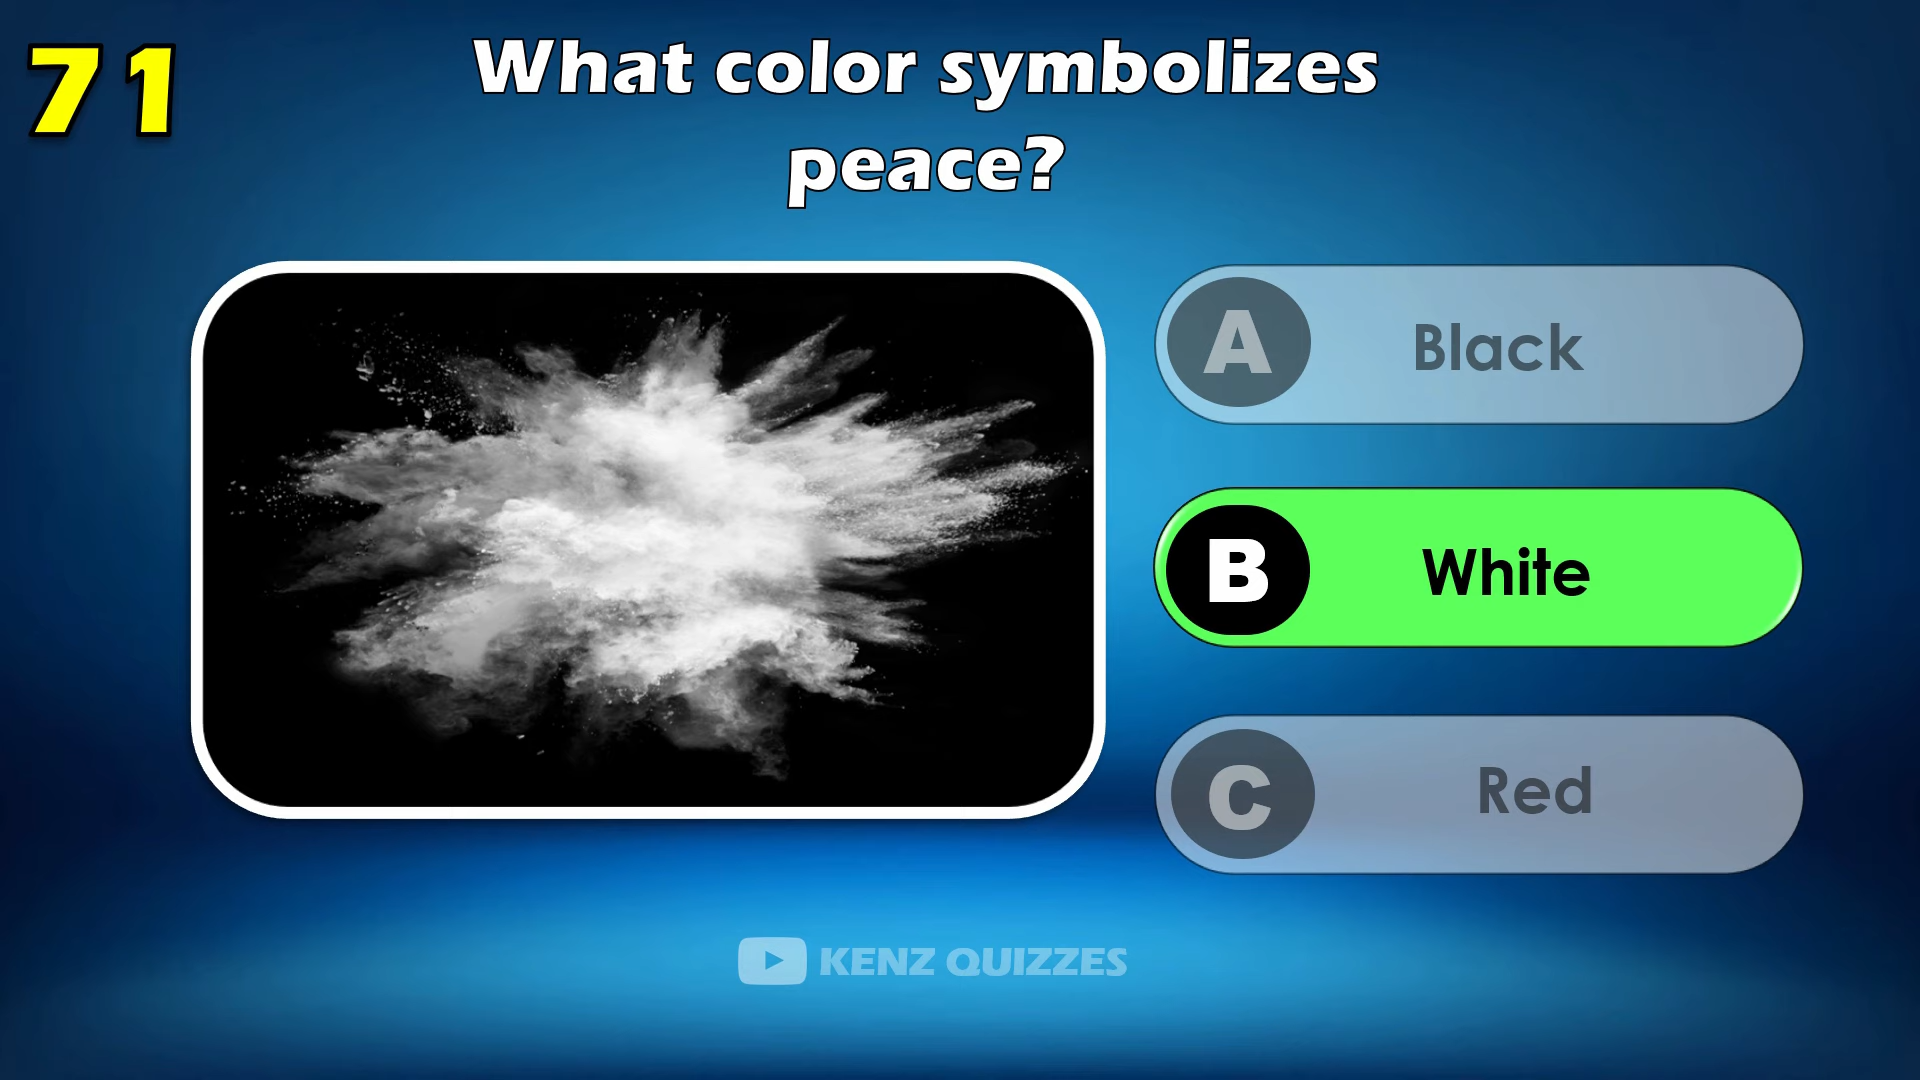 71
What color symbolizes
peace?
A Black
B White
C Red
KENZ QUIZZES